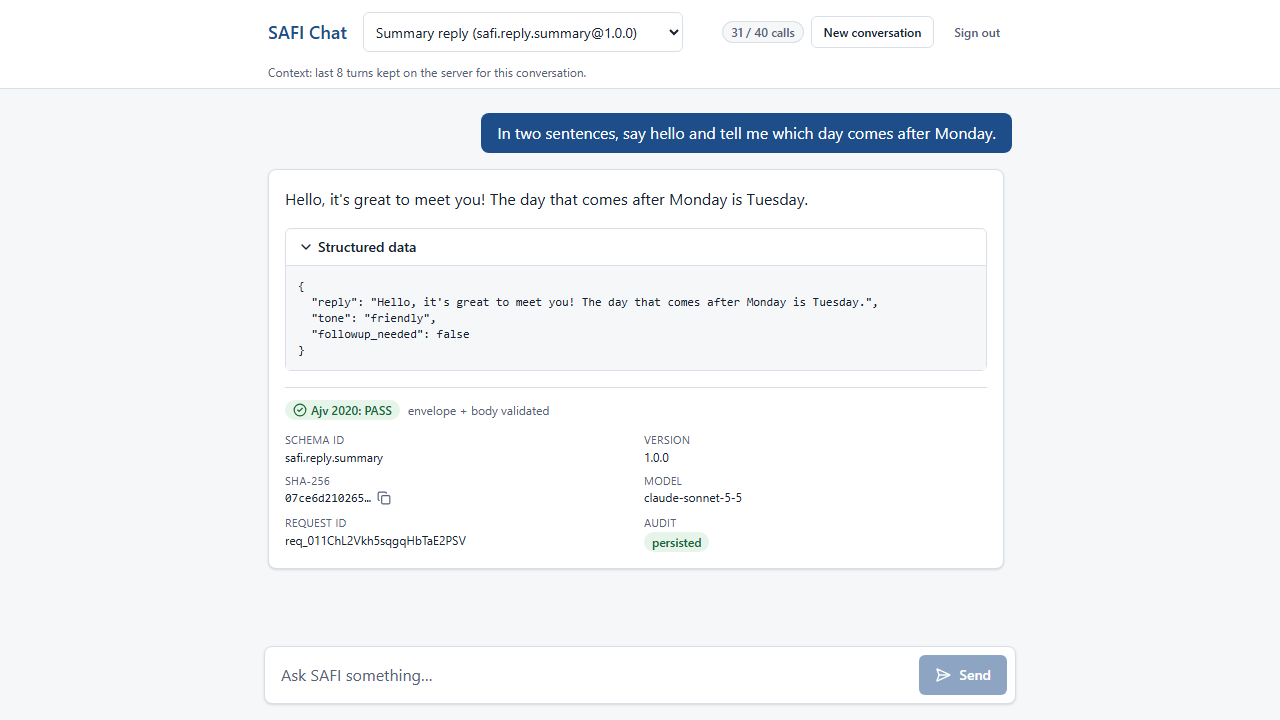 SAFI Chat
Summary reply (safi.reply.summary@1.0.0)
31 / 40 calls
New conversation
Sign out
Context: last 8 turns kept on the server for this conversation.
In two sentences, say hello and tell me which day comes after Monday.
Hello, it's great to meet you! The day that comes after Monday is Tuesday.
Structured data
{
  "reply": "Hello, it's great to meet you! The day that comes after Monday is Tuesday.",
  "tone": "friendly",
  "followup_needed": false
}
Ajv 2020: PASS
envelope + body validated
SCHEMA ID
safi.reply.summary
VERSION
1.0.0
SHA-256
07ce6d210265…
MODEL
claude-sonnet-5-5
REQUEST ID
req_011ChL2Vkh5sqgqHbTaE2PSV
AUDIT
persisted
Ask SAFI something...
Send